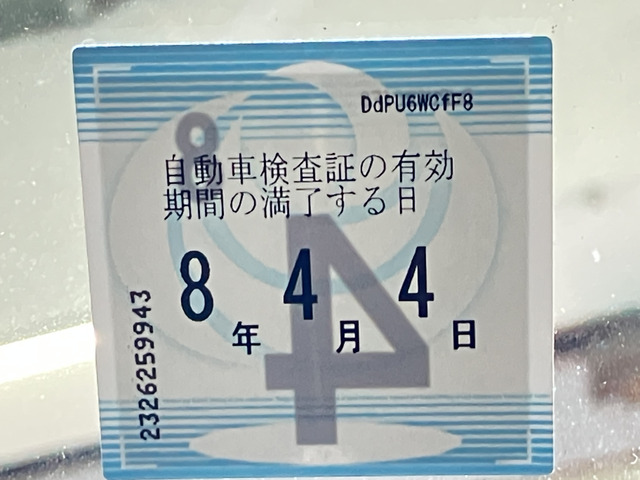 DdPU6WCfF8
自動車検査証の有効
期間の満了する日
8年4月4日
2326259943